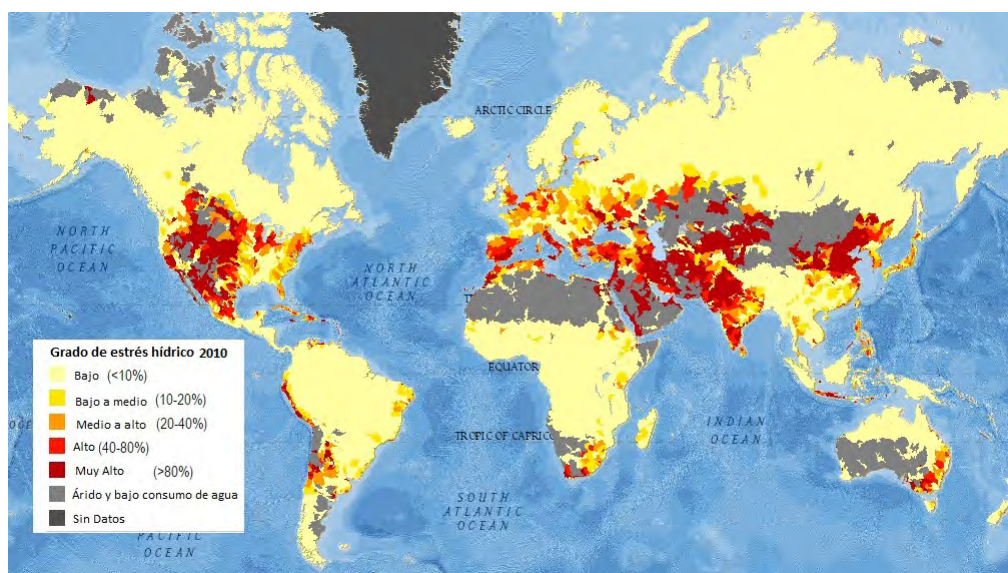 ARCTIC CIRCLE
NORTH
PACIFIC
OCEAN
NORTH
ATLANTIC
OCEAN
EQUATOR
INDIAN
OCEAN
TROPIC OF CAPRICO
SOUTH
ATLANTIC
OCEAN
PACIFIC
OCEAN
Grado de estrés hídrico 2010
Bajo (<10%)
Bajo a medio (10-20%)
Medio a alto (20-40%)
Alto (40-80%)
Muy Alto (>80%)
Árido y bajo consumo de agua
Sin Datos